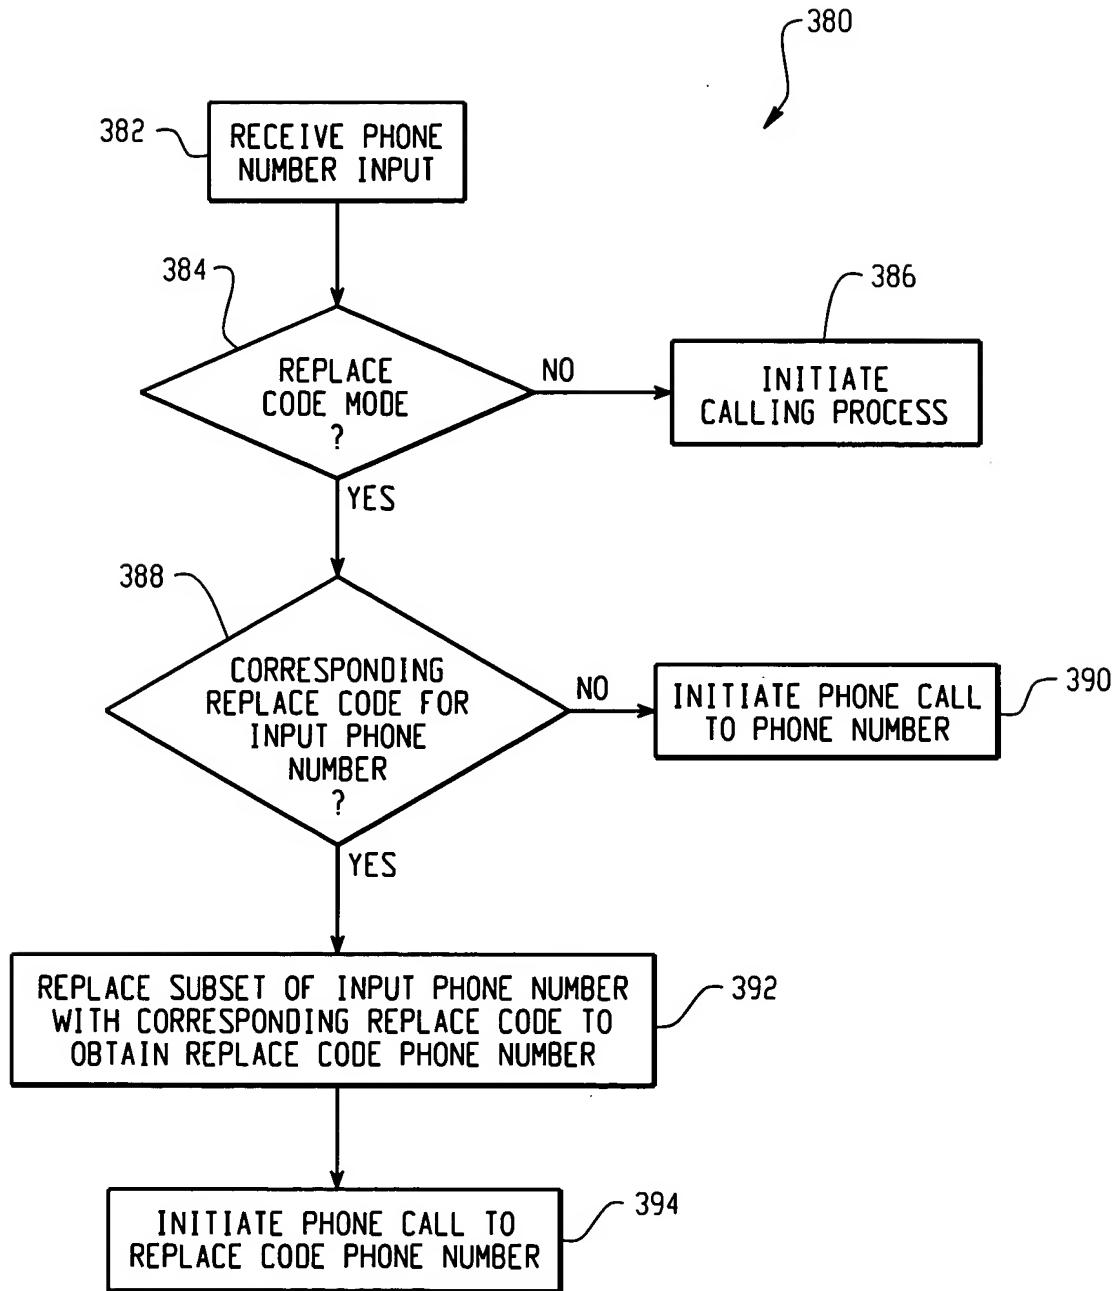 380
382
RECEIVE PHONE
NUMBER INPUT
384
REPLACE
CODE MODE
?
NO
386
INITIATE
CALLING PROCESS
YES
388
CORRESPONDING
REPLACE CODE FOR
INPUT PHONE
NUMBER
?
NO
INITIATE PHONE CALL
TO PHONE NUMBER
390
YES
REPLACE SUBSET OF INPUT PHONE NUMBER
WITH CORRESPONDING REPLACE CODE TO
OBTAIN REPLACE CODE PHONE NUMBER
392
INITIATE PHONE CALL TO
REPLACE CODE PHONE NUMBER
394